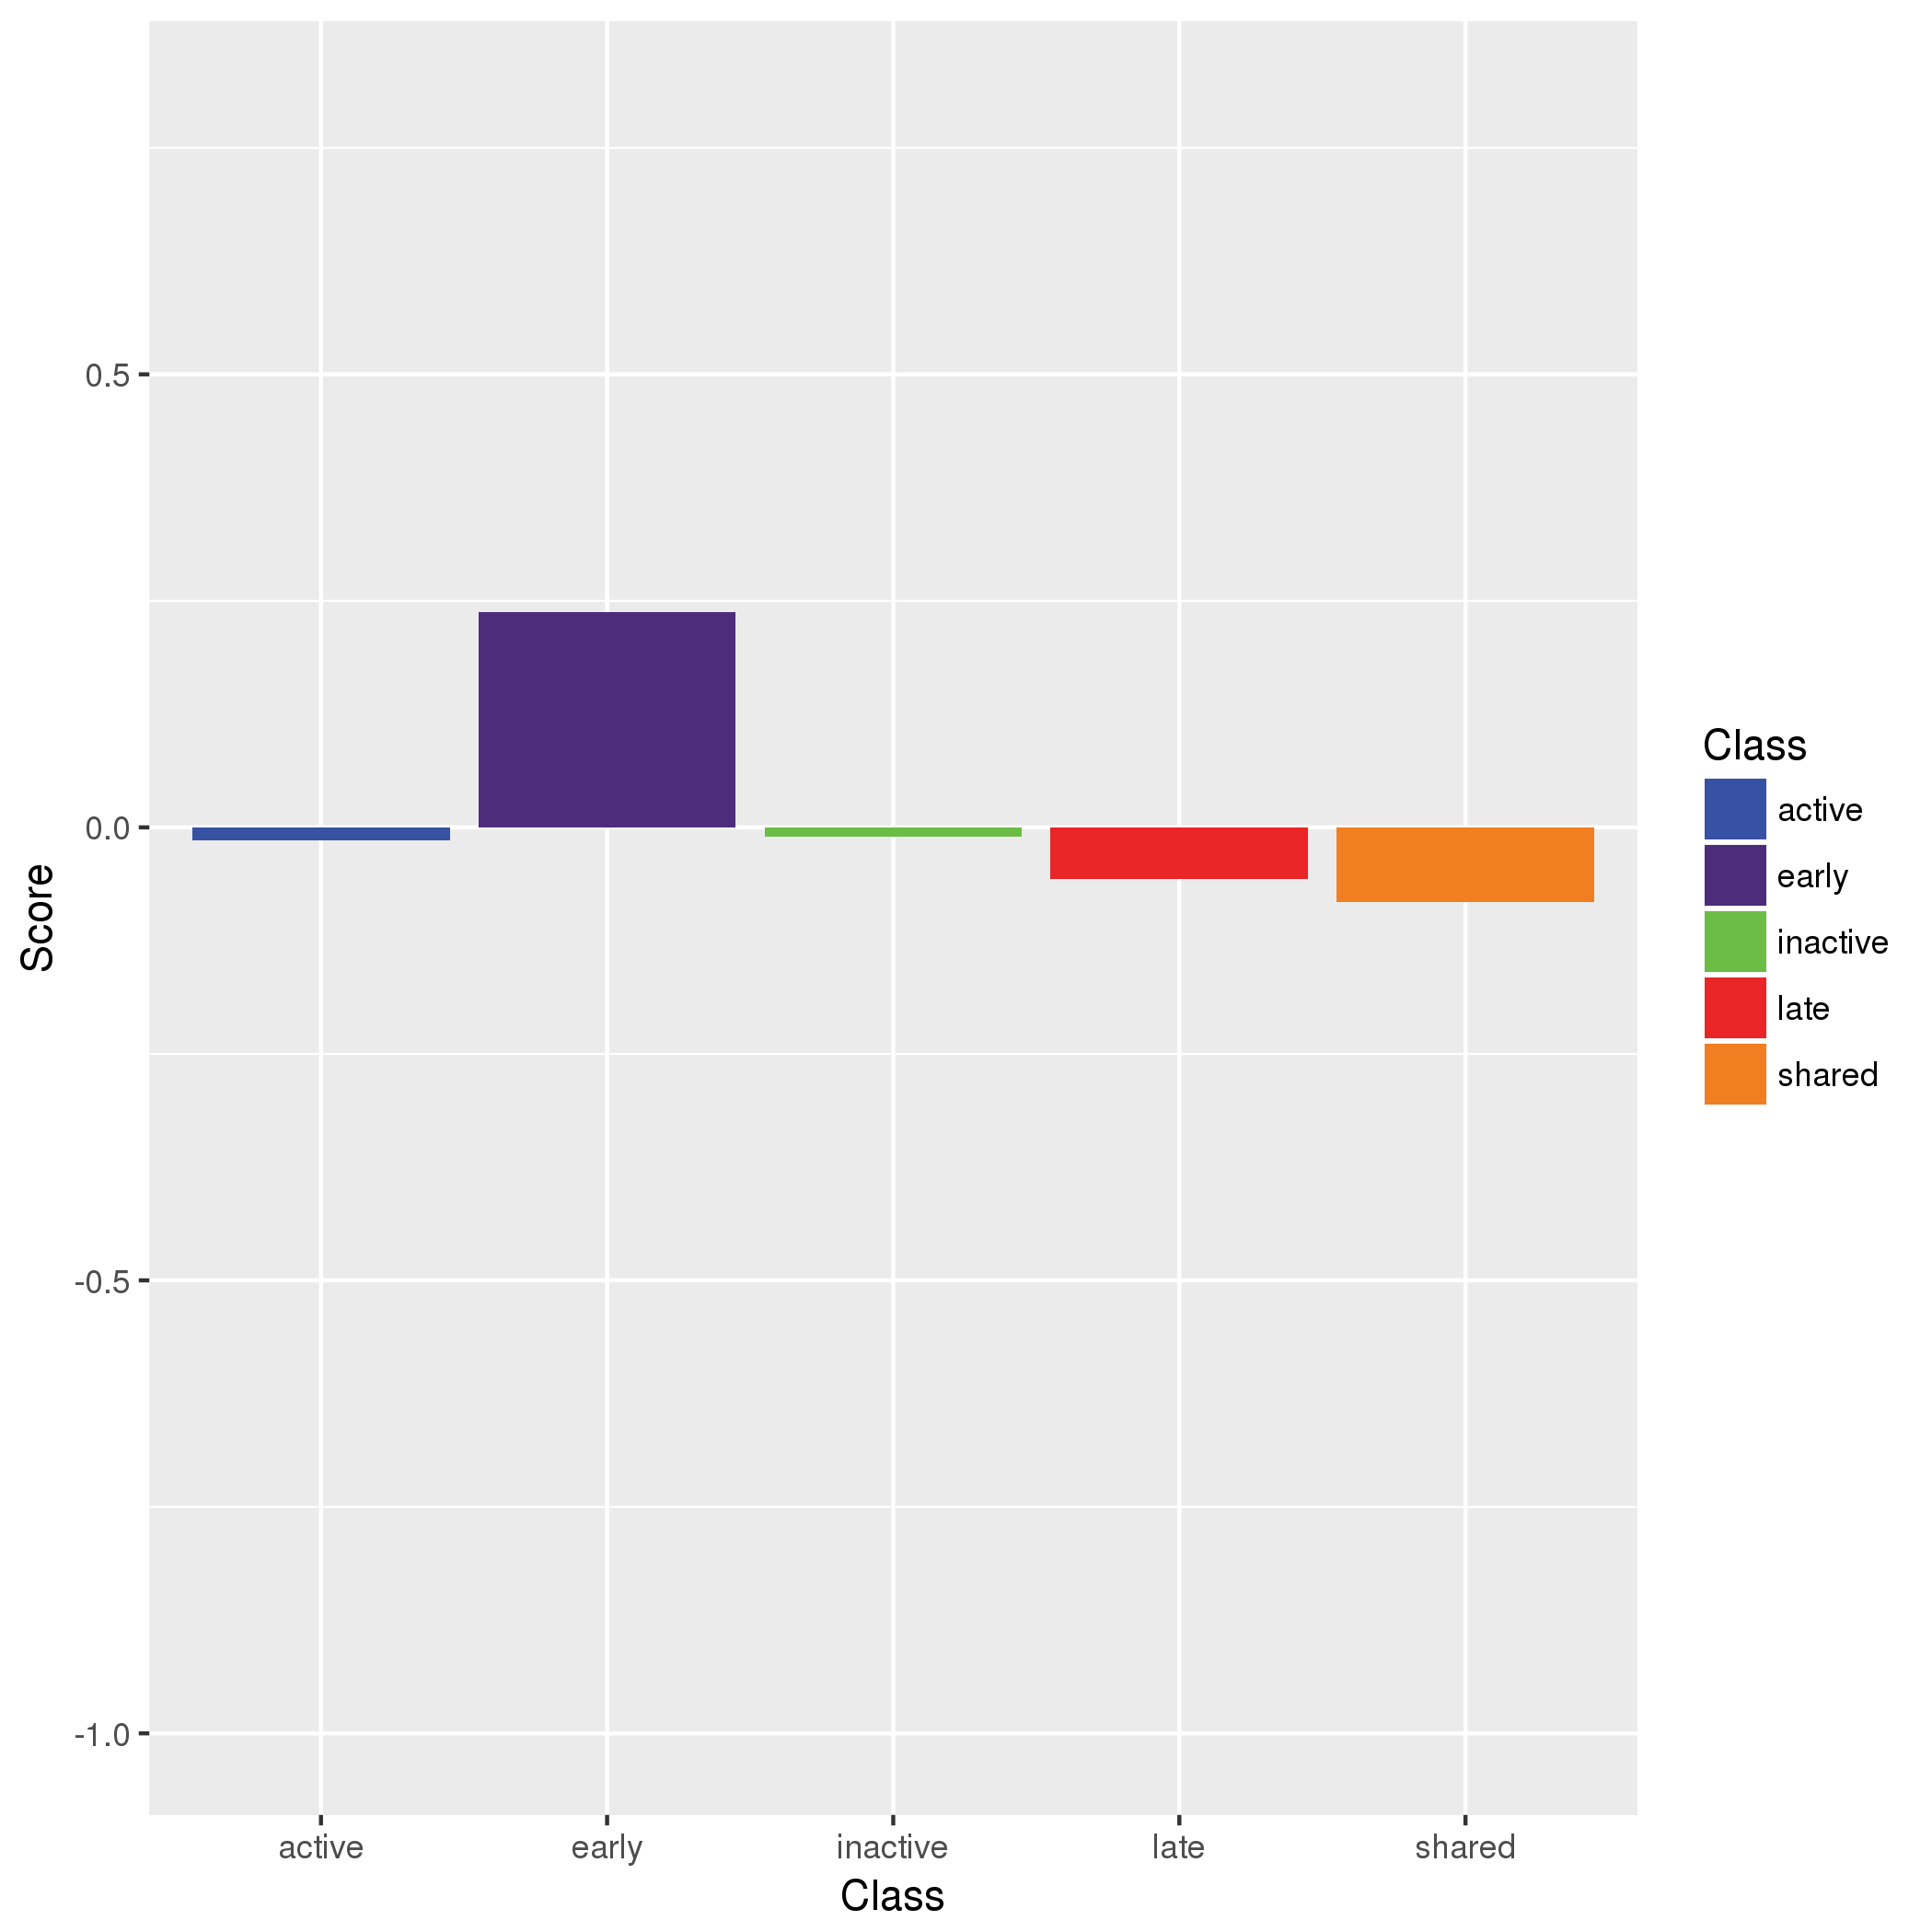 Score
0.5
0.0
-0.5
-1.0
active early inactive late shared
Class
Class
active
early
inactive
late
shared